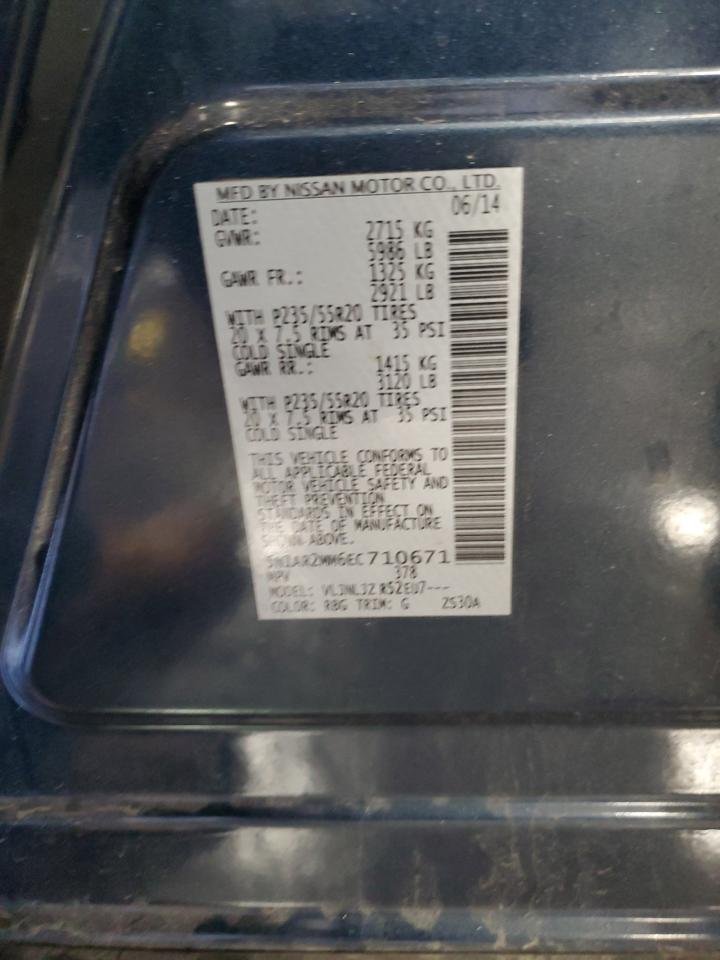 MFD BY NISSAN MOTOR CO., LTD.
DATE: 06/14
GVWR: 2715 KG
5986 LB
GAWR FR.: 1325 KG
2921 LB
WITH P235/55R20 TIRES
20 X 7.5 RIMS AT 35 PSI
COLD SINGLE
GAWR RR.: 1415 KG
3120 LB
WITH P235/55R20 TIRES
20 X 7.5 RIMS AT 35 PSI
COLD SINGLE
THIS VEHICLE CONFORMS TO
ALL APPLICABLE FEDERAL
MOTOR VEHICLE SAFETY AND
THEFT PREVENTION
STANDARDS IN EFFECT ON
THE DATE OF MANUFACTURE
SHOWN ABOVE.
5N1AR2MM6EC710671
MPV 378
MODEL: VLJNLJZ R52EU7---
COLOR: RBG TRIM: G ZS30A